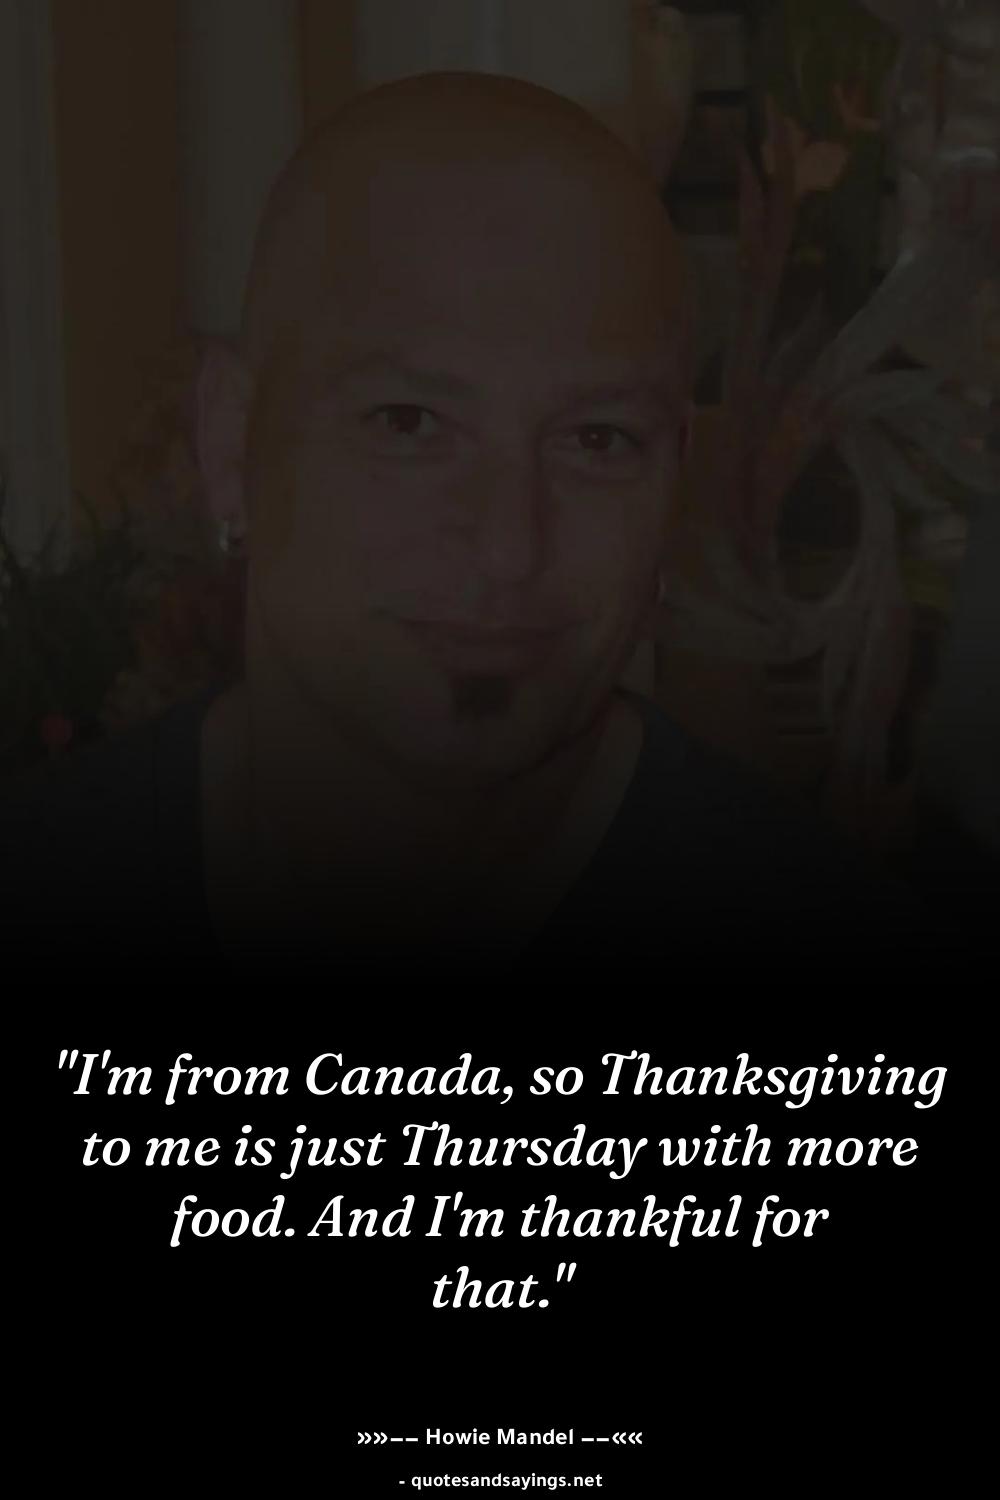 "I'm from Canada, so Thanksgiving
to me is just Thursday with more
food. And I'm thankful for
that."
»»−− Howie Mandel −−««
- quotesandsayings.net